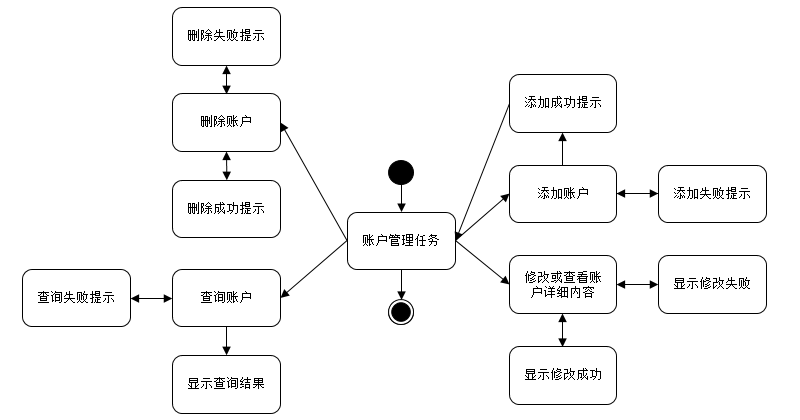 删除失败提示
删除账户
删除成功提示
添加成功提示
添加账户
添加失败提示
账户管理任务
查询失败提示
查询账户
显示查询结果
修改或查看账
户详细内容
显示修改失败
显示修改成功